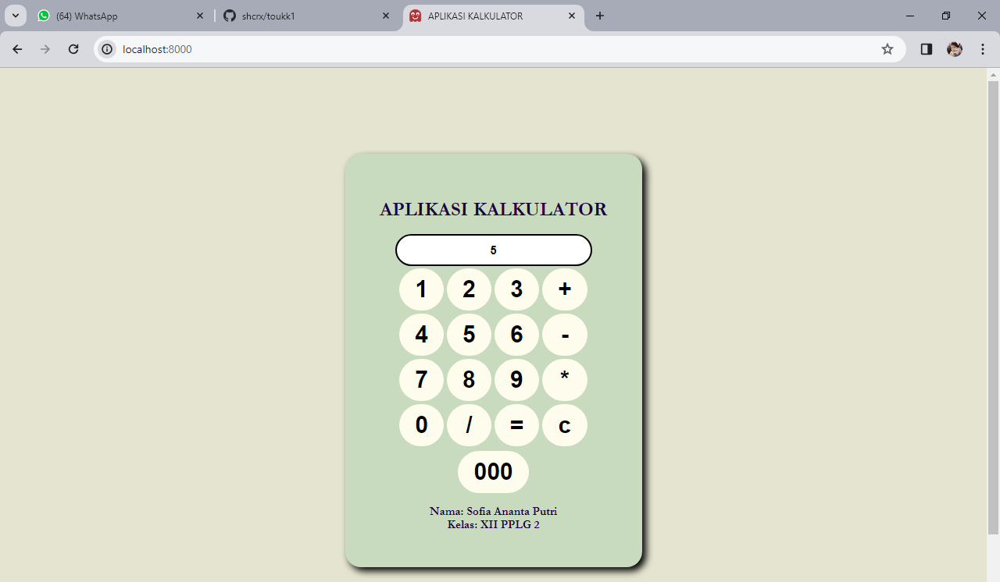 (64) WhatsApp
shcrx/toukk1
APLIKASI KALKULATOR
localhost:8000
APLIKASI KALKULATOR
5
1 2 3 +
4 5 6 -
7 8 9 *
0 / = c
000
Nama: Sofia Ananta Putri
Kelas: XII PPLG 2